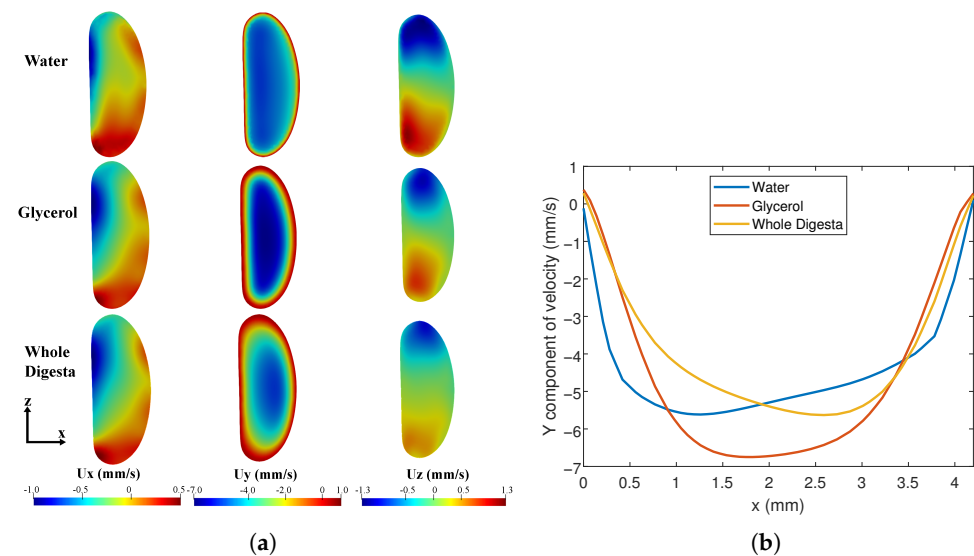 Water
Glycerol
Whole
Digesta
z
x
Ux (mm/s)
-1.0 -0.5 0 0.5
Uy (mm/s)
-7.0 -4.0 -2.0 0 1.0
Uz (mm/s)
-1.3 -0.5 0 0.5 1.3
(a)
Y component of velocity (mm/s)
1
0
−1
−2
−3
−4
−5
−6
−7
Water
Glycerol
Whole Digesta
0 0.5 1 1.5 2 2.5 3 3.5 4
x (mm)
(b)